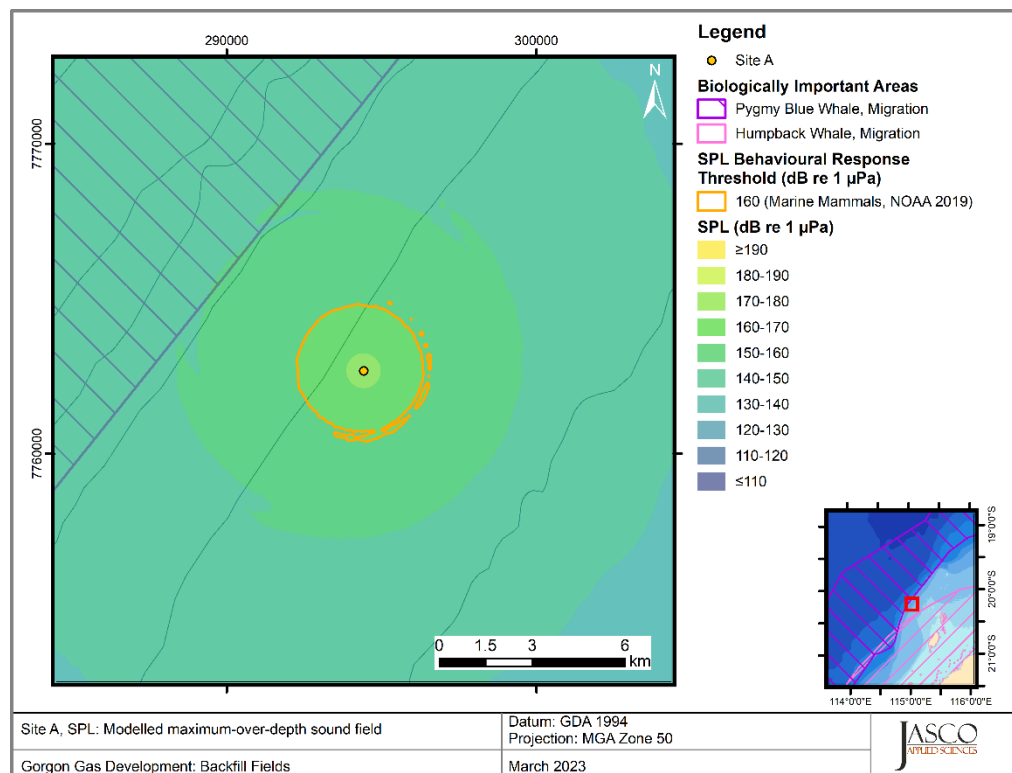 290000
300000
7770000
7760000
N
0 1.5 3 6
km
Legend
Site A
Biologically Important Areas
Pygmy Blue Whale, Migration
Humpback Whale, Migration
SPL Behavioural Response
Threshold (dB re 1 µPa)
160 (Marine Mammals, NOAA 2019)
SPL (dB re 1 µPa)
≥190
180-190
170-180
160-170
150-160
140-150
130-140
120-130
110-120
≤110
19°0'0"S
20°0'0"S
21°0'0"S
114°0'0"E 115°0'0"E 116°0'0"E
Site A, SPL: Modelled maximum-over-depth sound field
Datum: GDA 1994
Projection: MGA Zone 50
Gorgon Gas Development: Backfill Fields
March 2023
JASCO
APPLIED SCIENCES